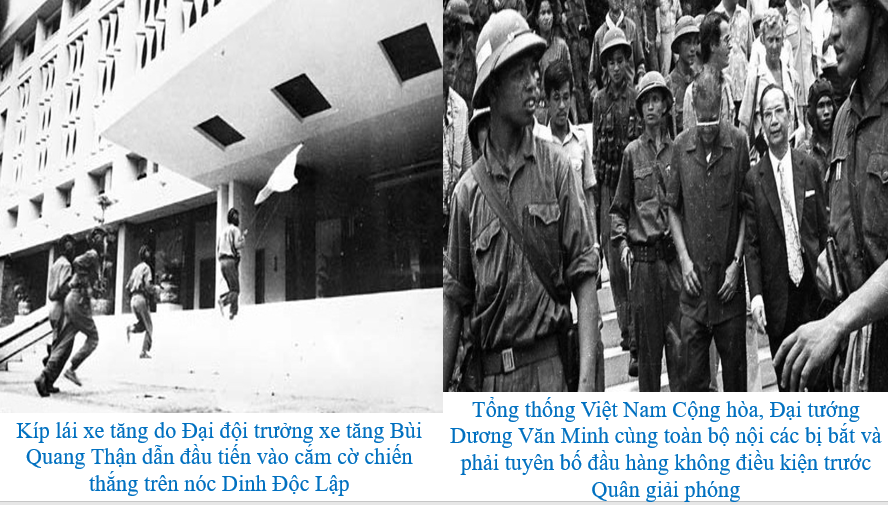 Kíp lái xe tăng do Đại đội trưởng xe tăng Bùi
Quang Thận dẫn đầu tiến vào cắm cờ chiến
thắng trên nóc Dinh Độc Lập
Tổng thống Việt Nam Cộng hòa, Đại tướng
Dương Văn Minh cùng toàn bộ nội các bị bắt và
phải tuyên bố đầu hàng không điều kiện trước
Quân giải phóng